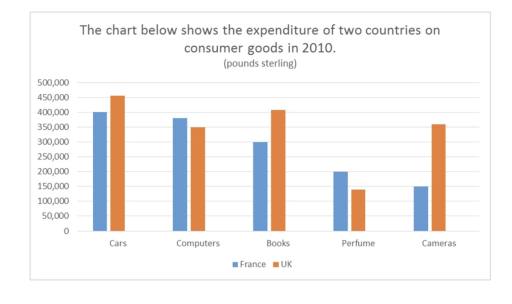 The chart below shows the expenditure of two countries on
consumer goods in 2010.
(pounds sterling)
500,000
450,000
400,000
350,000
300,000
250,000
200,000
150,000
100,000
50,000
0
Cars Computers Books Perfume Cameras
France UK